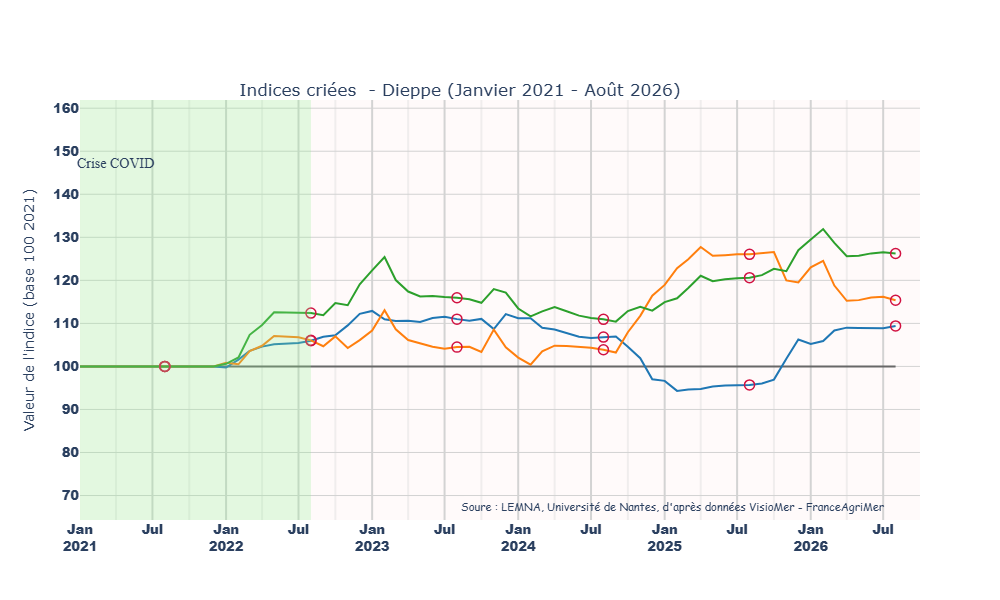 Indices criées  - Dieppe (Janvier 2021 - Août 2026)
Valeur de l'indice (base 100 2021)
160
150
140
130
120
110
100
90
80
70
Crise COVID
Soure : LEMNA, Université de Nantes, d'après données VisioMer - FranceAgriMer
Jan Jul Jan Jul Jan Jul Jan Jul Jan Jul Jan Jul
2021 2022 2023 2024 2025 2026